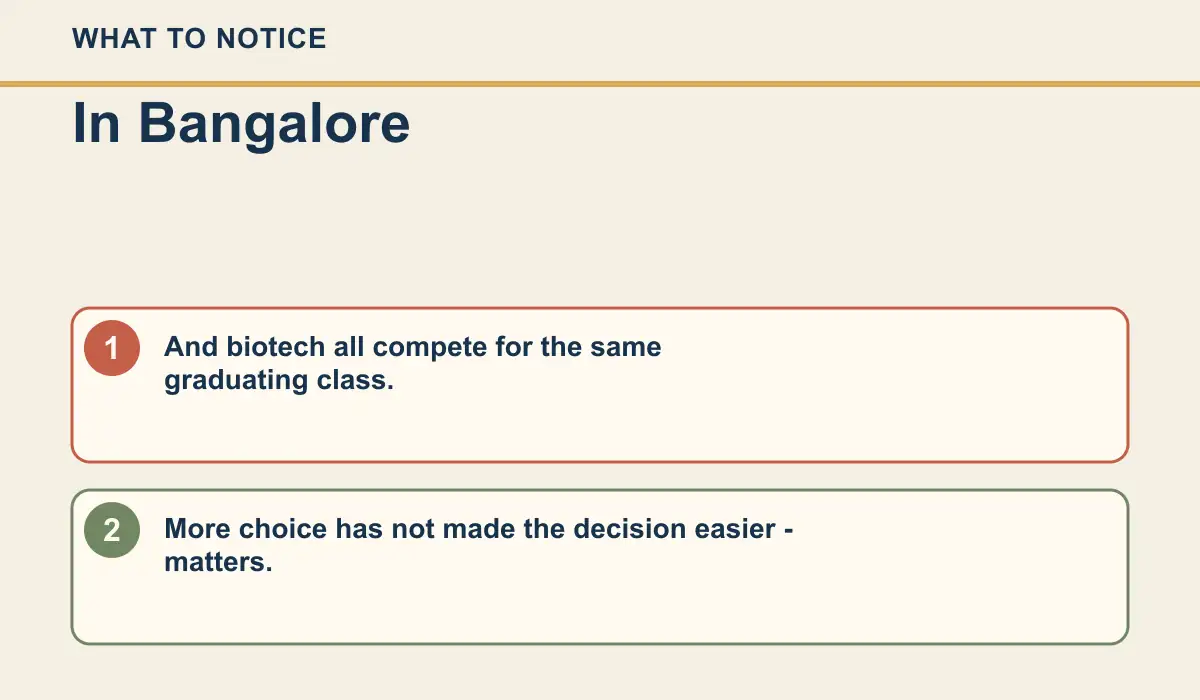 WHAT TO NOTICE
In Bangalore
1
And biotech all compete for the same
graduating class.
2
More choice has not made the decision easier -
matters.